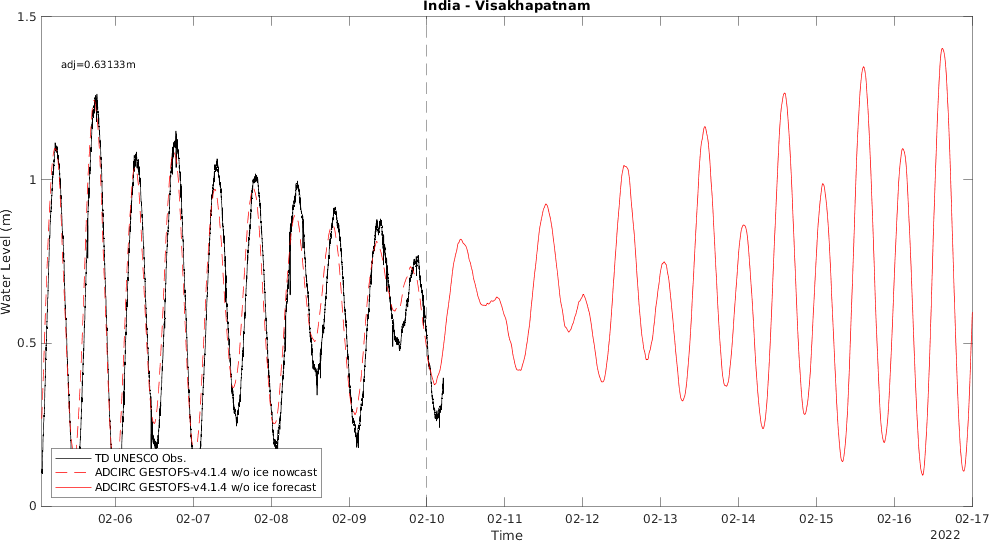 India - Visakhapatnam
adj=0.63133m
Water Level (m)
1.5
1
0.5
0
TD UNESCO Obs.
ADCIRC GESTOFS-v4.1.4 w/o ice nowcast
ADCIRC GESTOFS-v4.1.4 w/o ice forecast
02-06 02-07 02-08 02-09 02-10 02-11 02-12 02-13 02-14 02-15 02-16 02-17
Time
2022